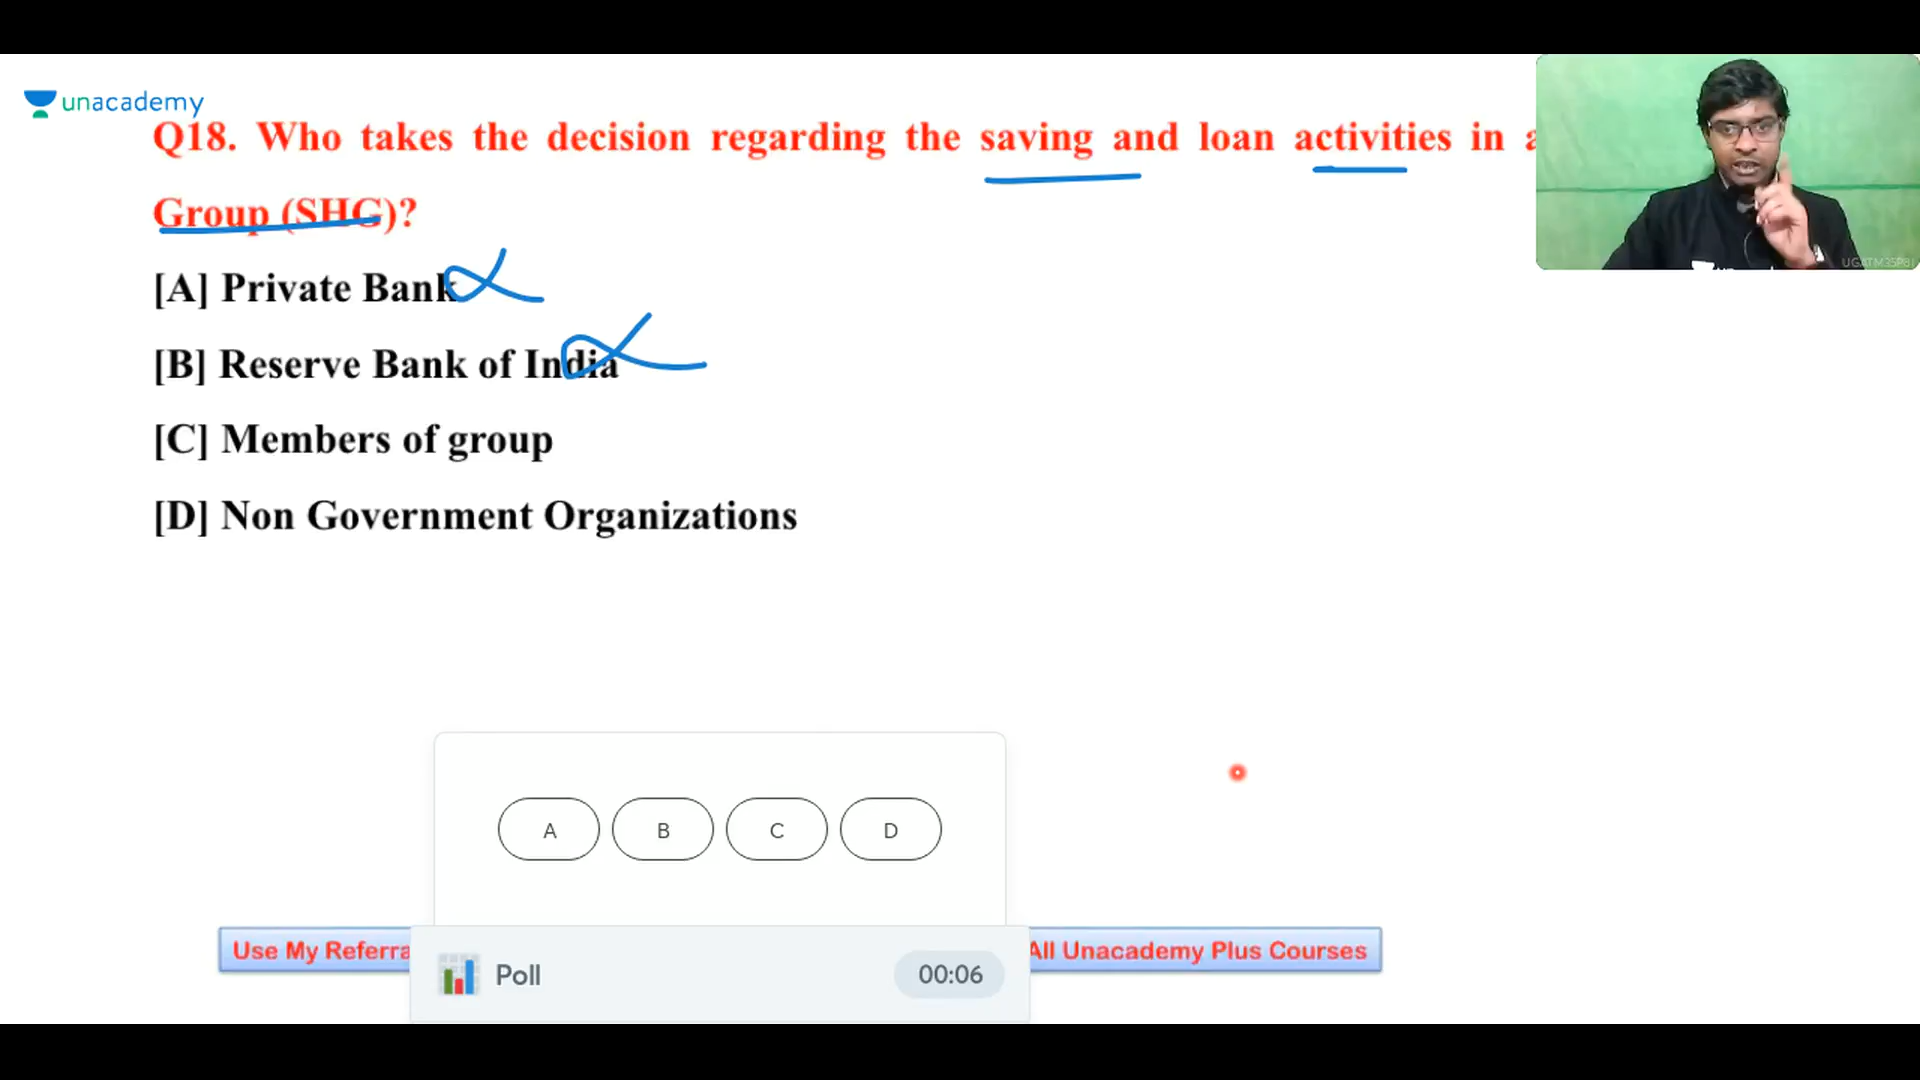 unacademy
Q18. Who takes the decision regarding the saving and loan activities in a
Group (SHG)?
[A] Private Bank
[B] Reserve Bank of India
[C] Members of group
[D] Non Government Organizations
A B C D
Use My Referra
All Unacademy Plus Courses
Poll 00:06
UGATM35P8I